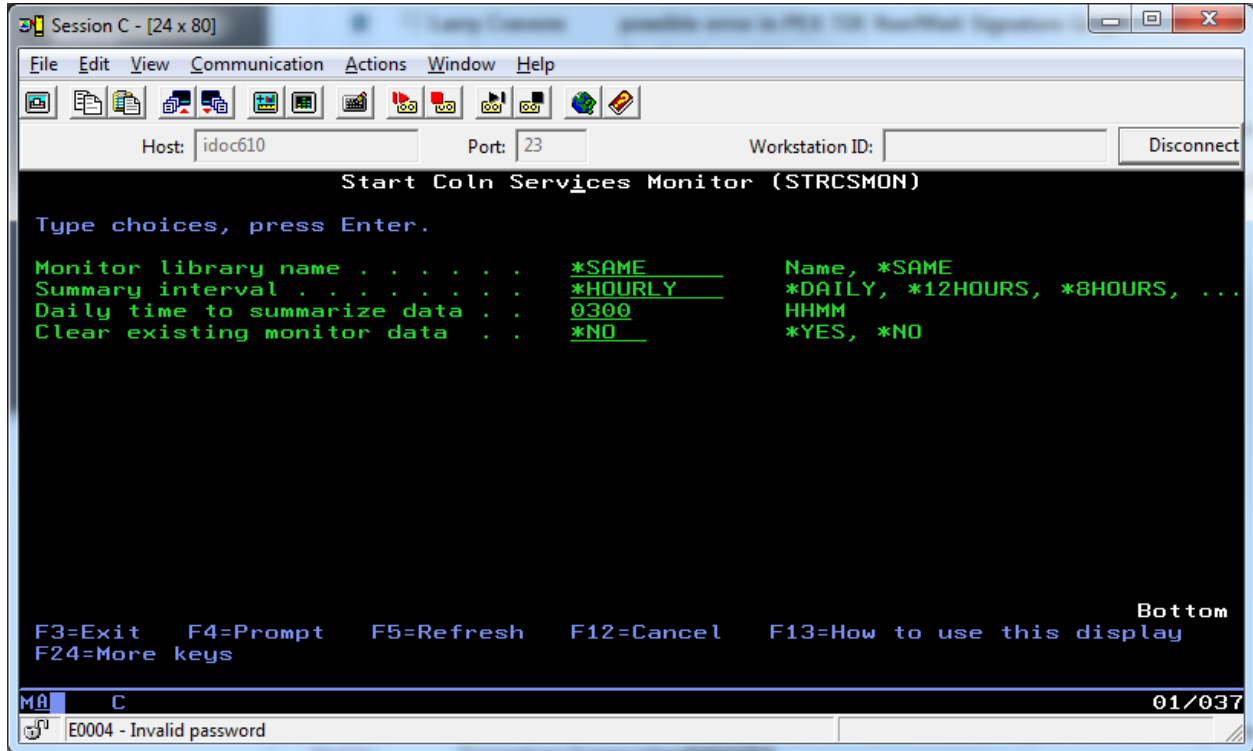 Session C - [24 x 80]
File Edit View Communication Actions Window Help
Host: idoc610 Port: 23 Workstation ID: Disconnect
Start Coln Services Monitor (STRCSMON)
Type choices, press Enter.
Monitor library name . . . . . . *SAME Name, *SAME
Summary interval . . . . . . . . *HOURLY *DAILY, *12HOURS, *8HOURS, ...
Daily time to summarize data . . 0300 HHMM
Clear existing monitor data . . *NO *YES, *NO
Bottom
F3=Exit F4=Prompt F5=Refresh F12=Cancel F13=How to use this display
F24=More keys
MA C 01/037
E0004 - Invalid password